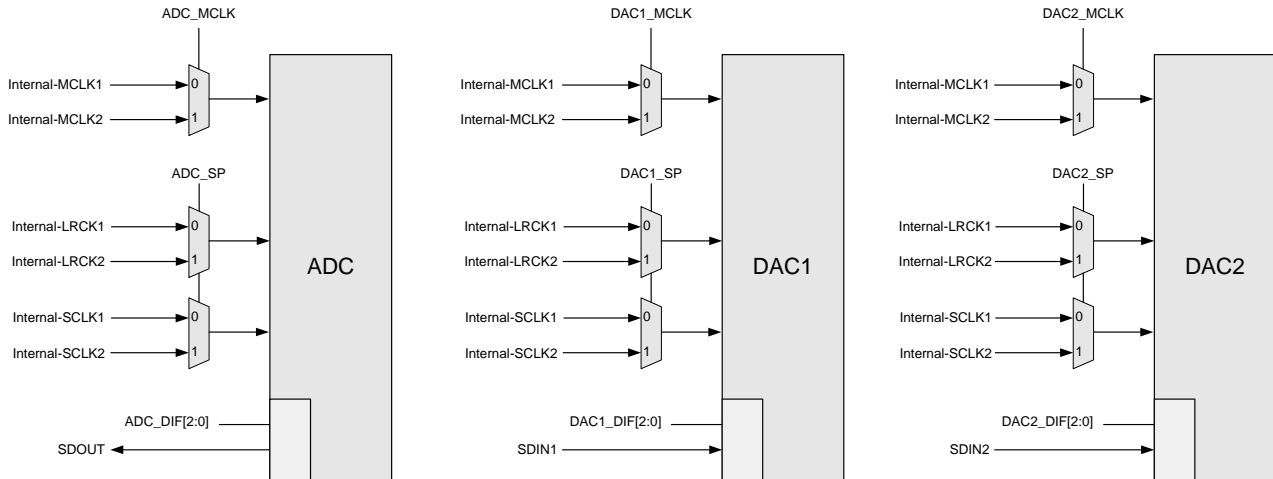 ADC_MCLK
Internal-MCLK1
0
Internal-MCLK2
1
ADC_SP
Internal-LRCK1
0
Internal-LRCK2
1
ADC
Internal-SCLK1
0
Internal-SCLK2
1
ADC_DIF[2:0]
SDOUT
DAC1_MCLK
Internal-MCLK1
0
Internal-MCLK2
1
DAC1_SP
Internal-LRCK1
0
Internal-LRCK2
1
DAC1
Internal-SCLK1
0
Internal-SCLK2
1
DAC1_DIF[2:0]
SDIN1
DAC2_MCLK
Internal-MCLK1
0
Internal-MCLK2
1
DAC2_SP
Internal-LRCK1
0
Internal-LRCK2
1
DAC2
Internal-SCLK1
0
Internal-SCLK2
1
DAC2_DIF[2:0]
SDIN2